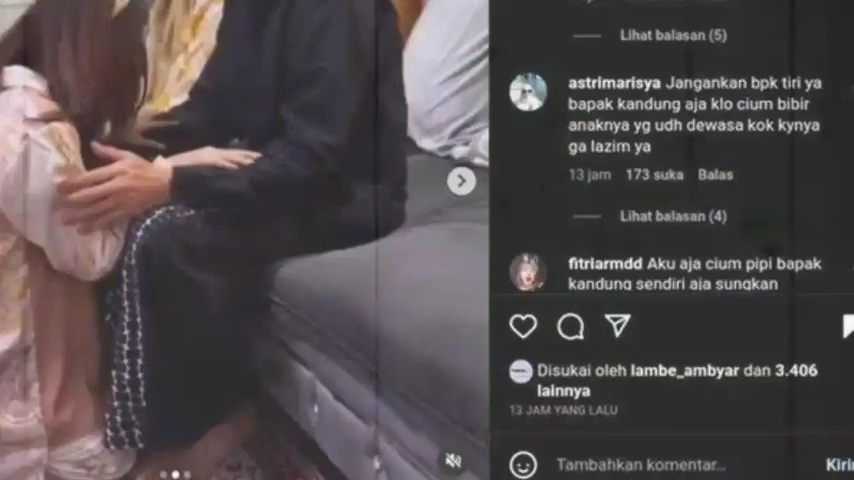 Lihat balasan (5)
astrimarisya Jangankan bpk tiri ya
bapak kandung aja klo cium bibir
anaknya yg udh dewasa kok kynya
ga lazim ya
13 jam 173 suka Balas
Lihat balasan (4)
fitriarmdd Aku aja cium pipi bapak
kandung sendiri aja sungkan
Disukai oleh lambe_ambyar dan 3.406
lainnya
13 JAM YANG LALU
Tambahkan komentar...
Kirim